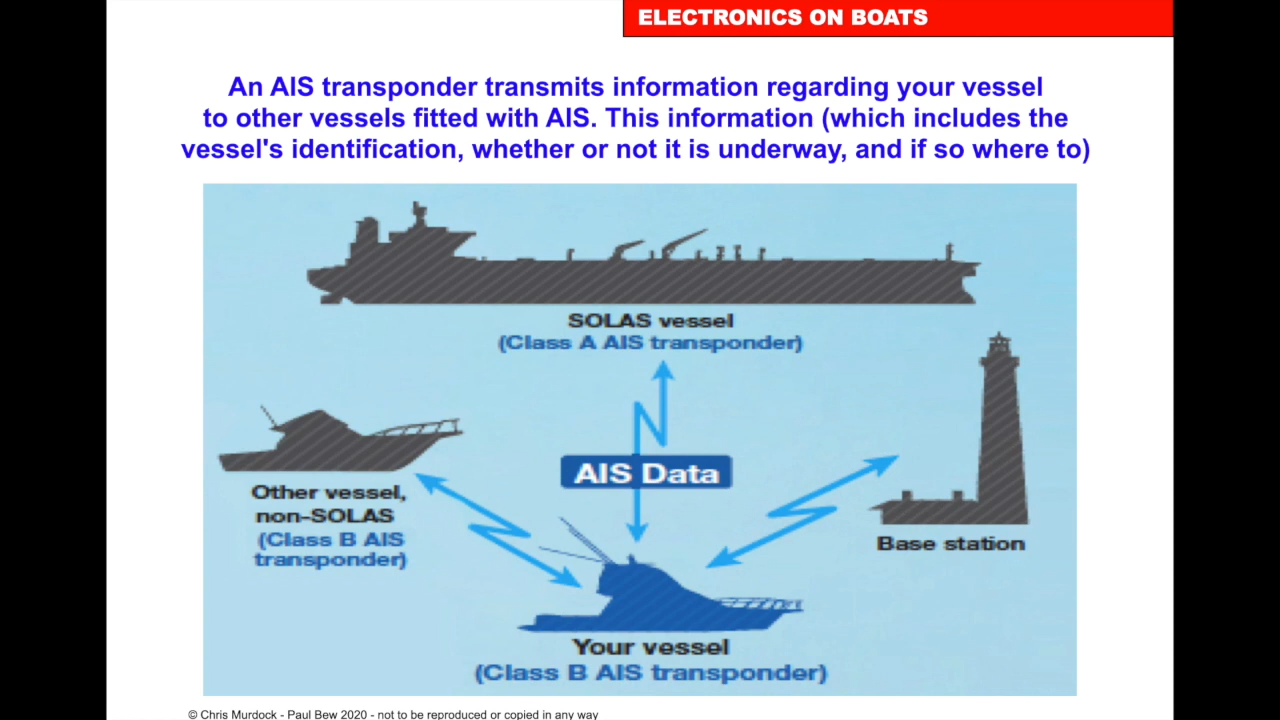 ELECTRONICS ON BOATS
An AIS transponder transmits information regarding your vessel
to other vessels fitted with AIS. This information (which includes the
vessel's identification, whether or not it is underway, and if so where to)
SOLAS vessel
(Class A AIS transponder)
AIS Data
Other vessel,
non-SOLAS
(Class B AIS
transponder)
Base station
Your vessel
(Class B AIS transponder)
© Chris Murdock - Paul Bew 2020 - not to be reproduced or copied in any way